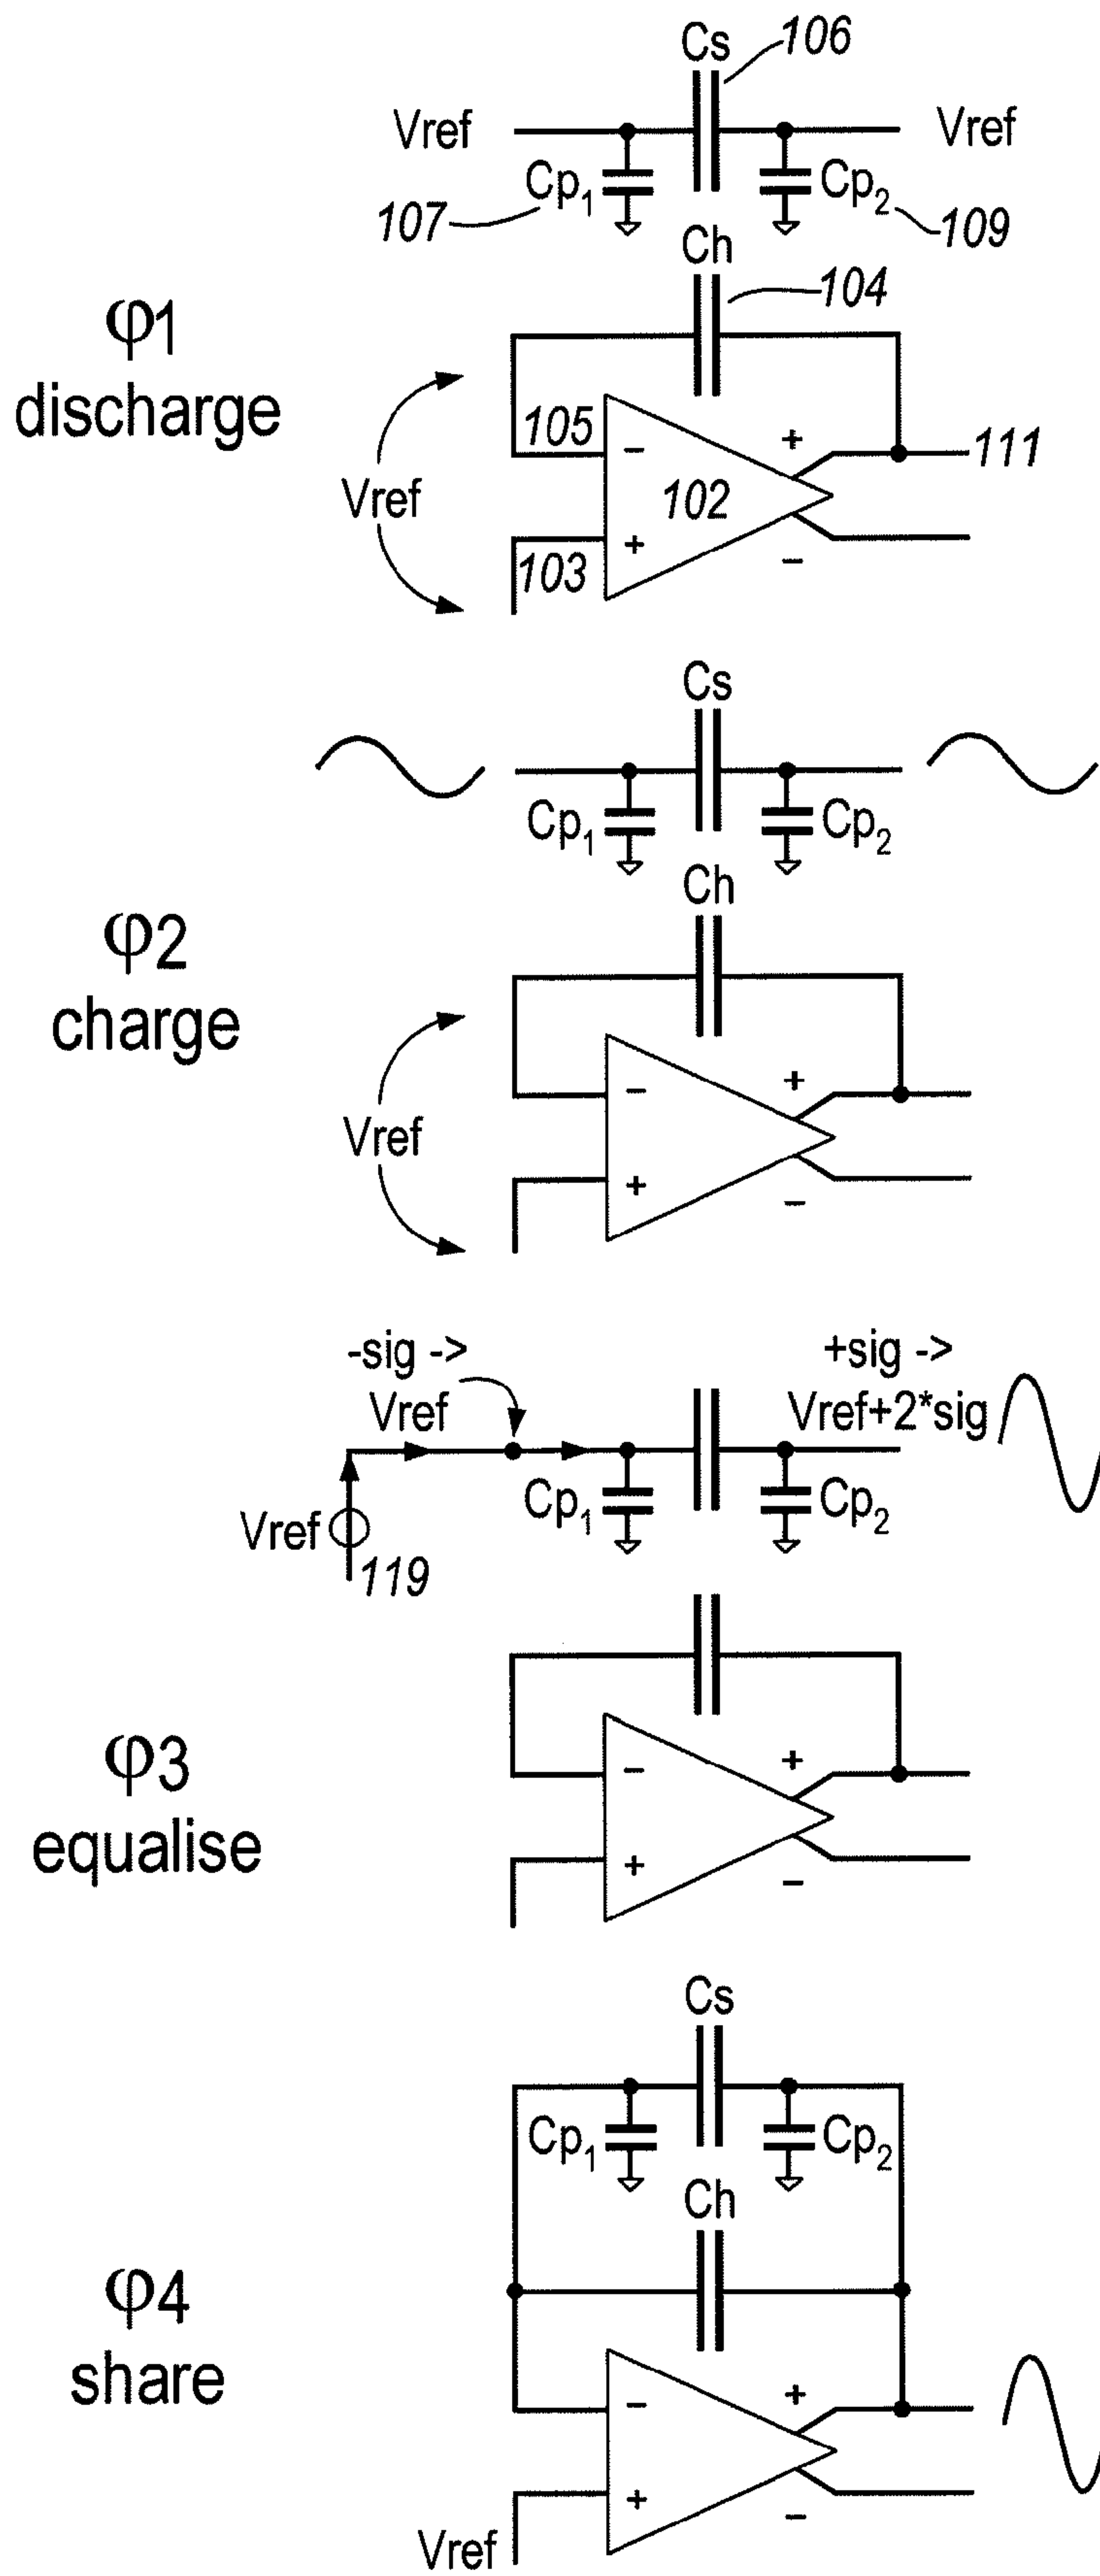 Cs 106
Vref Vref
Cp1 Cp2
107 109
Ch
104
φ1
discharge
105 − + 111
Vref 102
103 + −
Cs
Cp1 Cp2
Ch
φ2
charge
− +
Vref
+ −
-sig -> +sig ->
Vref Vref+2*sig
Cp1 Cp2
Vref 119
φ3
equalise
− +
+ −
Cs
Cp1 Cp2
Ch
φ4
share
− +
+ −
Vref